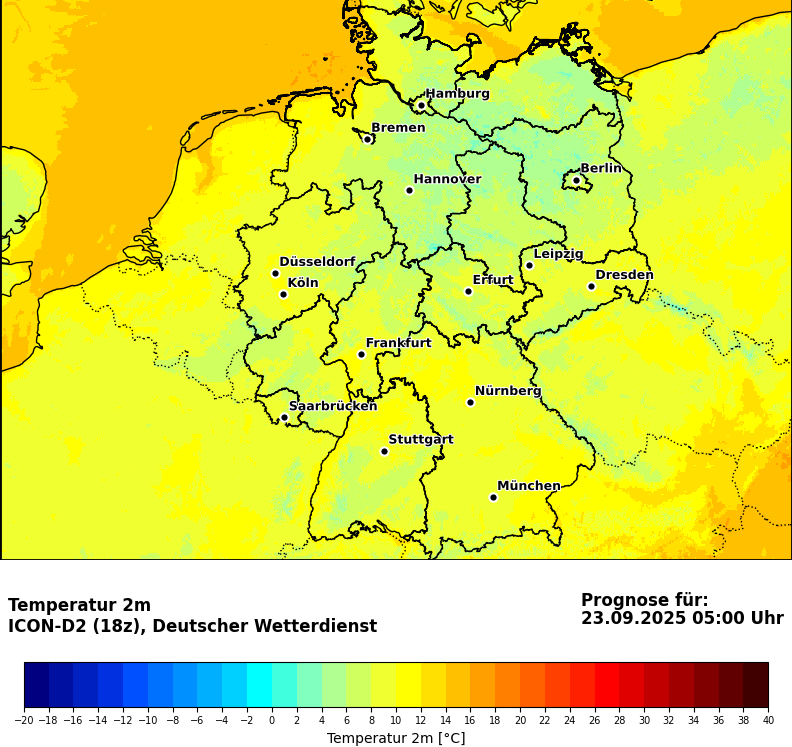 Hamburg
Bremen
Berlin
Hannover
Leipzig
Düsseldorf
Dresden
Köln
Erfurt
Frankfurt
Nürnberg
Saarbrücken
Stuttgart
München
Temperatur 2m
ICON-D2 (18z), Deutscher Wetterdienst
Prognose für:
23.09.2025 05:00 Uhr
−20 −18 −16 −14 −12 −10 −8 −6 −4 −2 0 2 4 6 8 10 12 14 16 18 20 22 24 26 28 30 32 34 36 38 40
Temperatur 2m [°C]